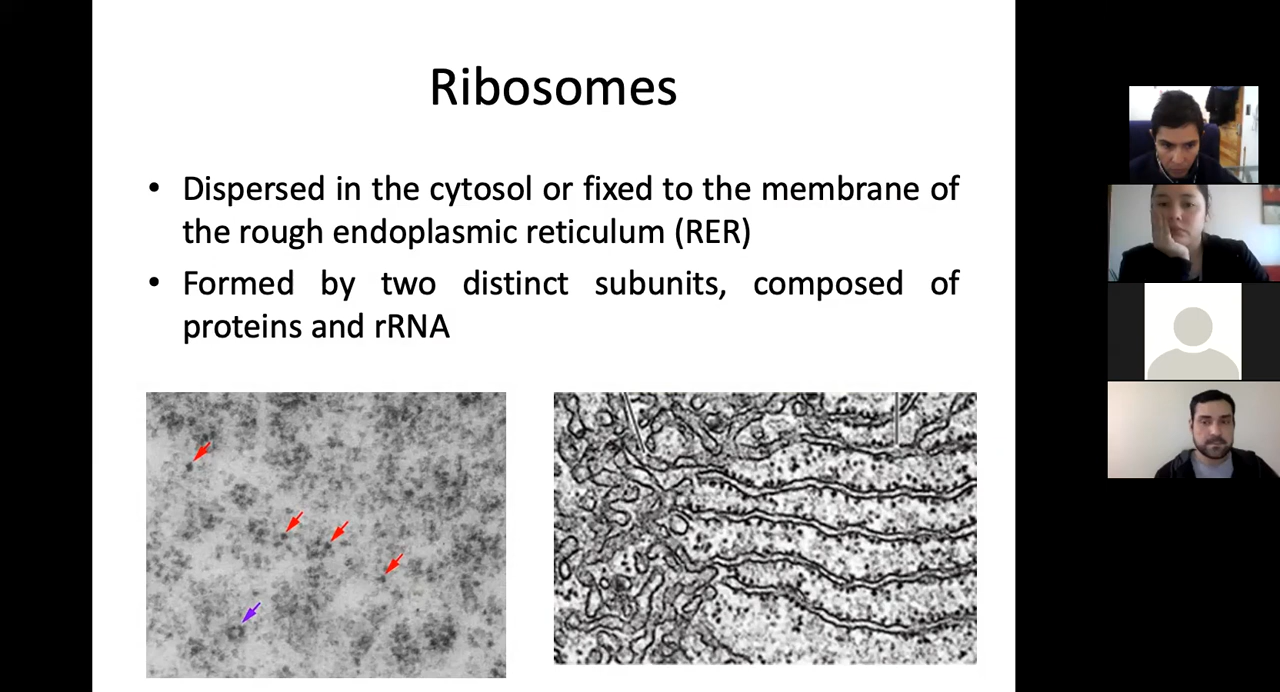 Ribosomes
• Dispersed in the cytosol or fixed to the membrane of
the rough endoplasmic reticulum (RER)
• Formed by two distinct subunits, composed of
proteins and rRNA